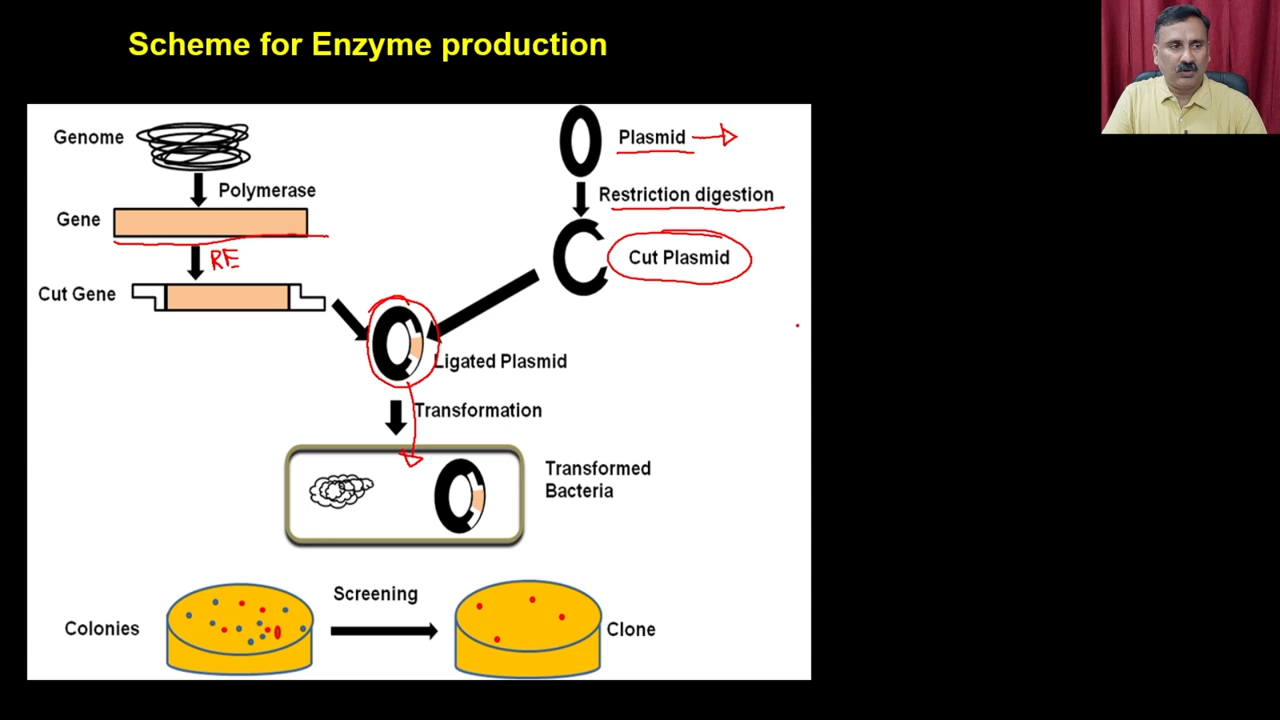 Scheme for Enzyme production
Genome
Polymerase
Gene
RE
Cut Gene
Plasmid
Restriction digestion
Cut Plasmid
Ligated Plasmid
Transformation
Transformed
Bacteria
Colonies
Screening
Clone